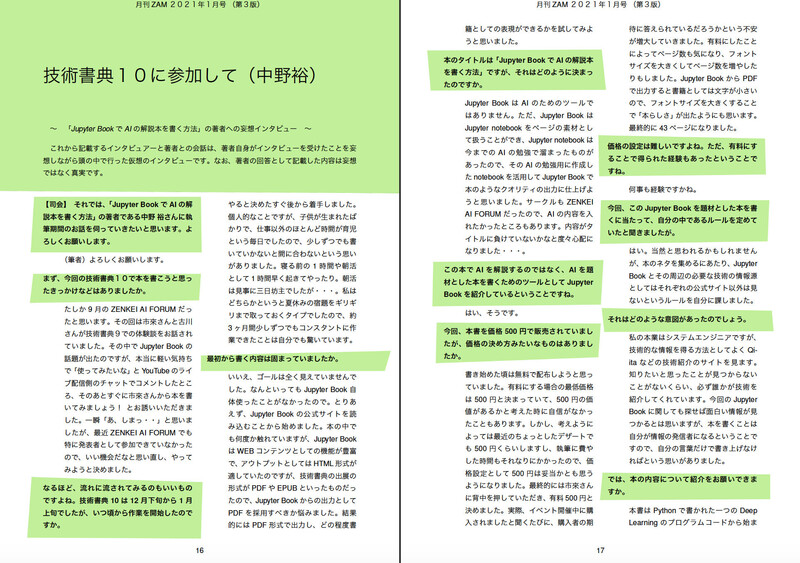 月刊 ZAM ２０２１年１月号 （第３版）
技術書典１０に参加して（中野裕）
～　「Jupyter Book で AI の解説本を書く方法」の著者への妄想インタビュー　～
これから記載するインタビュアーと著者との会話は、著者自身がインタビューを受けたことを妄
想しながら頭の中で行った仮想のインタビューです。なお、著者の回答として記載した内容は妄想
ではなく真実です。
【司会】 それでは、「Jupyter Book で AI の解
説本を書く方法」の著者である中野 裕さんに執
筆期間のお話を伺っていきたいと思います。よ
ろしくお願いします。
（筆者）よろしくお願いします。
まず、今回の技術書典１０で本を書こうと思っ
たきっかけなどはありましたか。
たしか 9 月の ZENKEI AI FORUM だっ
たと思います。その回は市来さんと古川
さんが技術書典９での体験談をお話され
ていました。その中で Jupyter Book の
話題が出たのですが、本当に軽い気持ち
で「使ってみたいな」と YouTube のライ
ブ配信側のチャットでコメントしたとこ
ろ、そのあとすぐに市来さんから本を書
いてみましょう！ とお誘いいただきま
した。一瞬「あ、しまっ・・」と思いま
したが、最近 ZENKEI AI FORUM でも
特に発表者として参加できていなかった
ので、いい機会だなと思い直し、やって
みようと決めました。
なるほど、流れに流されてみるのもいいもの
ですよね。技術書典 10 は 12 月下旬から 1 月
上旬でしたが、いつ頃から作業を開始したので
すか。
やると決めたすぐ後から着手しました。
個人的なことですが、子供が生まれたば
かりで、仕事以外のほとんど時間が育児
という毎日でしたので、少しずつでも書
いていかないと間に合わないという思い
がありました。寝る前の 1 時間や朝活
として 1 時間早く起きてやったり。朝活
は見事に三日坊主でしたが・・・。私は
どちらかというと夏休みの宿題をギリギ
リまで取っておくタイプでしたので、約
3 ヶ月間少しずつでもコンスタントに作
業できたことは自分でも驚いています。
最初から書く内容は固まっていましたか。
いいえ、ゴールは全く見えていませんで
した。なんといっても Jupyter Book 自
体使ったことがなかったので。とりあ
えず、Jupyter Book の公式サイトを読
み込むことから始めました。本の中で
も何度か触れていますが、Jupyter Book
は WEB コンテンツとしての機能が豊富
で、アウトプットとしては HTML 形式が
適していたのですが、技術書典の出展の
形式が PDF や EPUB といったものだっ
たので、Jupyter Book からの出力として
PDF を採用すべきか悩みました。結果
的には PDF 形式で出力し、どの程度書
16
月刊 ZAM ２０２１年１月号 （第３版）
籍としての表現ができるかを試してみよ
うと思いました。
本のタイトルは「Jupyter Book で AI の解説本
を書く方法」ですが、それはどのように決まっ
たのですか。
Jupyter Book は AI のためのツールで
はありません。ただ、Jupyter Book は
Jupyter notebook をページの素材とし
て扱うことができ、Jupyter notebook は
今までの AI の勉強で溜まったものが
あったので、その AI の勉強用に作成し
た notebook を活用して Jupyter Book で
本のようなクオリティの出力に仕上げよ
うと思いました。サークルも ZENKEI
AI FORUM だったので、AI の内容を入
れたかったところもあります。内容がタ
イトルに負けていないかなと度々心配に
なりました・・・。
この本で AI を解説するのではなく、AI を題
材とした本を書くためのツールとして Jupyter
Book を紹介しているということですね。
はい、そうです。
今回、本書を価格 500 円で販売されていまし
たが、価格の決め方みたいなものはありまし
たか。
書き始めた頃は無料で配布しようと思っ
ていました。有料にする場合の最低価格
は 500 円と決まっていて、500 円の価
値があるかと考えた時に自信がなかっ
たこともあります。しかし、考えように
よっては最近のちょっとしたデザートで
も 500 円くらいしますし、執筆に費や
した時間もそれなりにかかったので、価
格設定として 500 円は妥当かとも思う
ようになりました。最終的には市来さん
に背中を押していただき、有料 500 円と
決めました。実際、イベント開催中に購
入されましたと聞くたびに、購入者の期
待に答えられているだろうかという不安
が増大していきました。有料にしたこと
によってページ数も気になり、フォント
サイズを大きくしてページ数を増やした
りもしました。Jupyter Book から PDF
で出力すると書籍としては文字が小さい
ので、フォントサイズを大きくすること
で「本らしさ」が出たようにも思います。
最終的に 43 ページになりました。
価格の設定は難しいですよね。ただ、有料にす
ることで得られた経験もあったということで
すね。
何事も経験ですかね。
今回、この Jupyter Book を題材とした本を書
くに当たって、自分の中であるルールを定めて
いたと聞きましたが。
はい。当然と思われるかもしれません
が、本のネタを集めるにあたり、Jupyter
Book とその周辺の必要な技術の情報源
としてはそれぞれの公式サイト以外は見
ないというルールを自分に課しました。
それはどのような意図があったのでしょう。
私の本業はシステムエンジニアですが、
技術的な情報を得る方法としてよく Qi-
ita などの技術紹介のサイトを見ます。
知りたいと思ったことが見つからない
ことがないくらい、必ず誰かが技術を
紹介してくれています。今回の Jupyter
Book に関しても探せば面白い情報が見
つかるとは思いますが、本を書くことは
自分が情報の発信者になるということで
すので、自分の言葉だけで書き上げなけ
ればという思いがありました。
では、本の内容について紹介をお願いできま
すか。
本書は Python で書かれた一つの Deep
Learning のプログラムコードから始ま
17